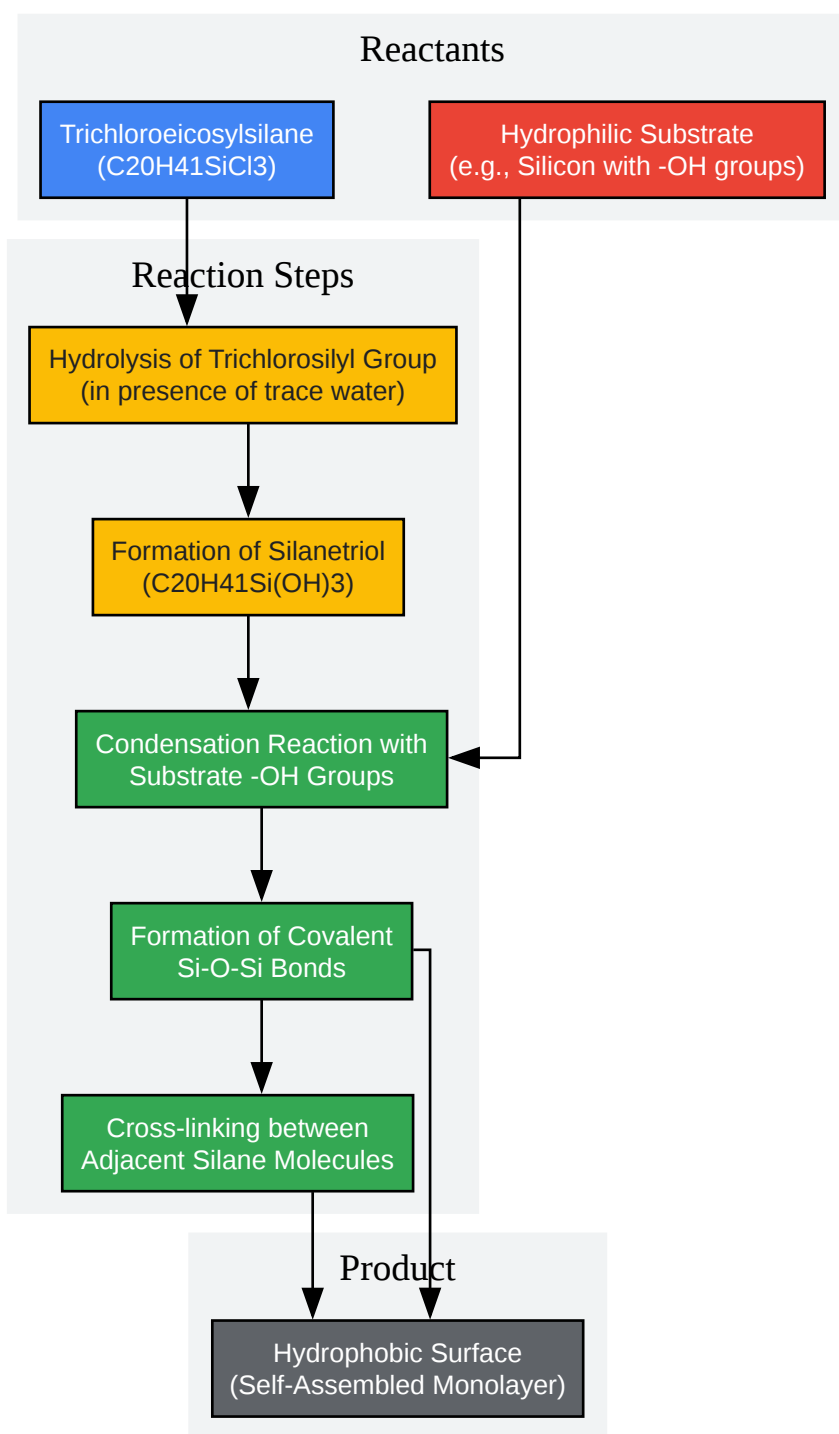 Reactants
Trichloroeicosylsilane
(C20H41SiCl3)
Hydrophilic Substrate
(e.g., Silicon with -OH groups)
Reaction Steps
Hydrolysis of Trichlorosilyl Group
(in presence of trace water)
Formation of Silanetriol
(C20H41Si(OH)3)
Condensation Reaction with
Substrate -OH Groups
Formation of Covalent
Si-O-Si Bonds
Cross-linking between
Adjacent Silane Molecules
Product
Hydrophobic Surface
(Self-Assembled Monolayer)